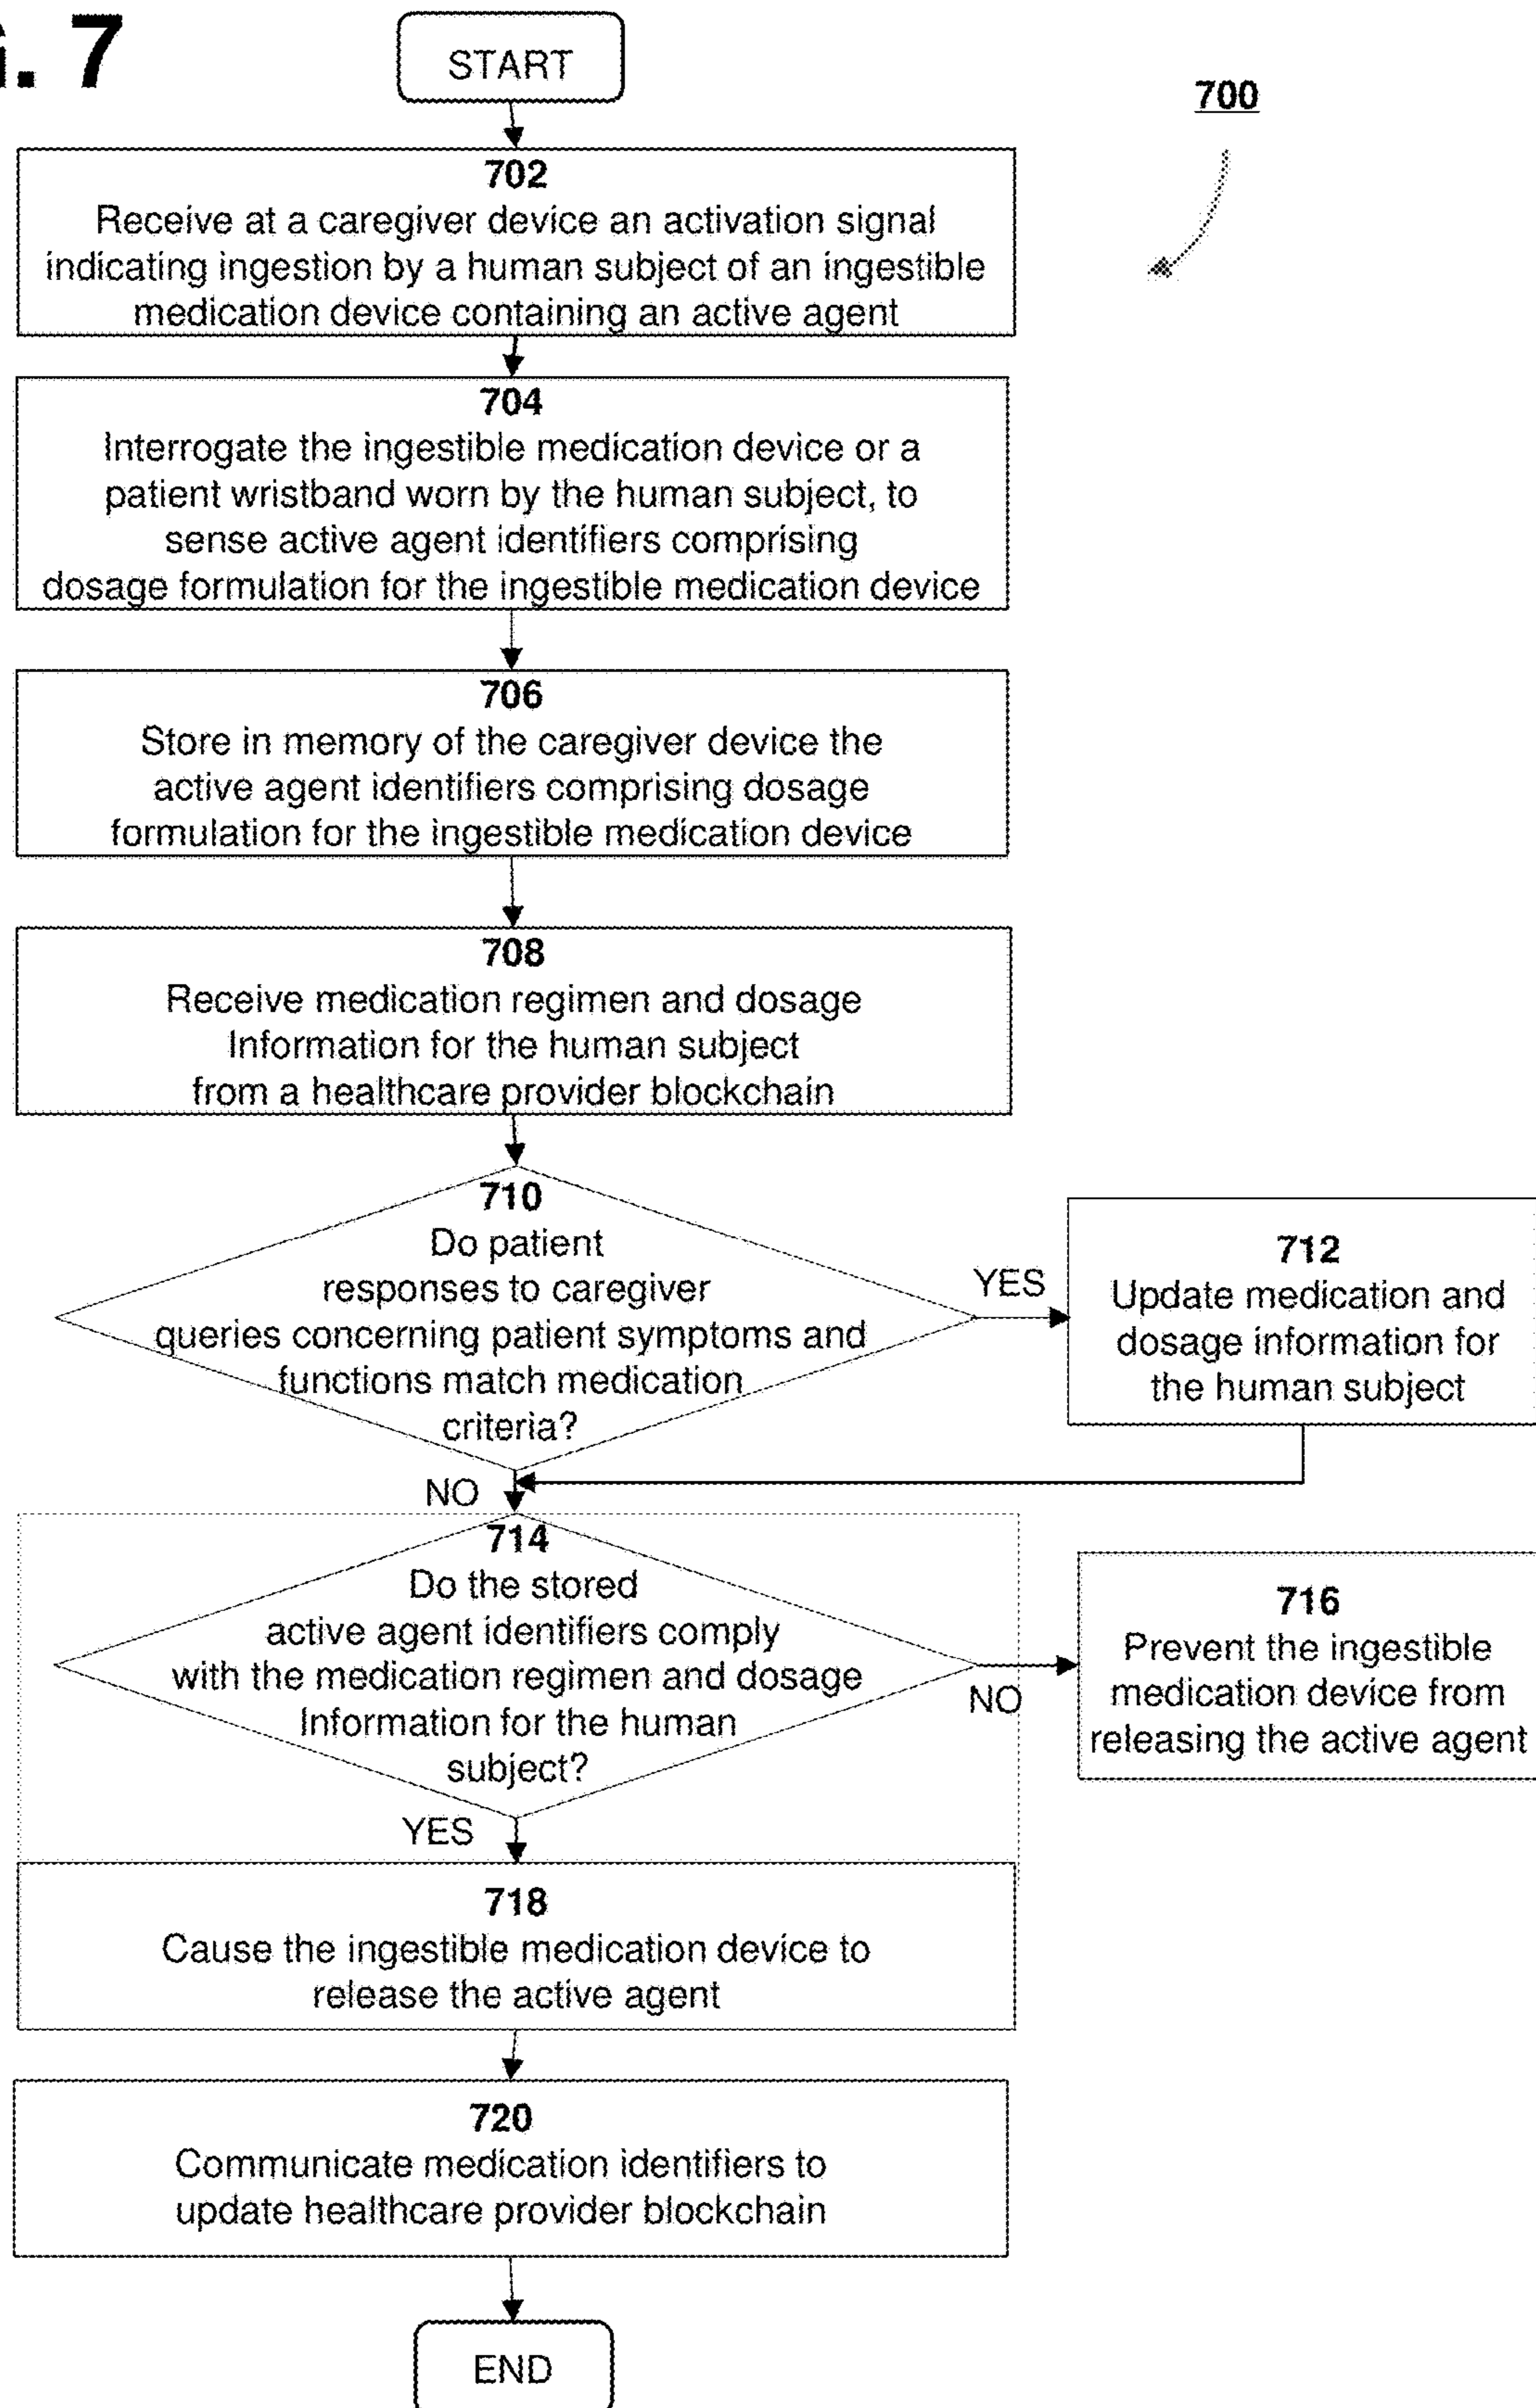 . 7
START
700
702
Receive at a caregiver device an activation signal
indicating ingestion by a human subject of an ingestible
medication device containing an active agent
704
Interrogate the ingestible medication device or a
patient wristband worn by the human subject, to
sense active agent identifiers comprising
dosage formulation for the ingestible medication device
706
Store in memory of the caregiver device the
active agent identifiers comprising dosage
formulation for the ingestible medication device
708
Receive medication regimen and dosage
Information for the human subject
from a healthcare provider blockchain
710
Do patient
responses to caregiver
queries concerning patient symptoms and
functions match medication
criteria?
YES
712
Update medication and
dosage information for
the human subject
NO
714
Do the stored
active agent identifiers comply
with the medication regimen and dosage
Information for the human
subject?
NO
716
Prevent the ingestible
medication device from
releasing the active agent
YES
718
Cause the ingestible medication device to
release the active agent
720
Communicate medication identifiers to
update healthcare provider blockchain
END